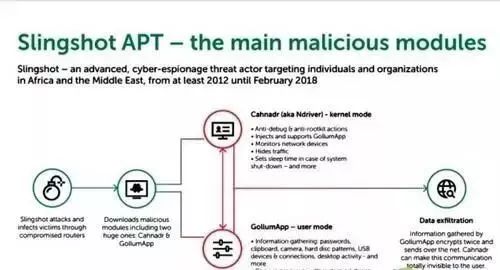 Slingshot APT – the main malicious modules
Slingshot – an advanced, cyber-espionage threat actor targeting individuals and organizations
in Africa and the Middle East, from at least 2012 until February 2018
Cahnadr (aka Ndriver) - kernel mode
• Anti-debug & anti-rootkit actions
• Injects and supports GollumApp
• Monitors network devices
• Hides traffic
• Sets sleep time in case of system
shut-down – and more
Slingshot attacks and
infects victims through
compromised routers
Downloads malicious
modules including two
huge ones: Cahnadr &
GollumApp
GollumApp – user mode
• Information gathering: passwords,
clipboard, camera, hard disc patterns, USB
devices & connections, desktop activity - and
more
Data exfiltration
Information gathered by
GollumApp encrypts twice and
sends over the net. Cahnadr
can make this communication
totally invisible to the user.